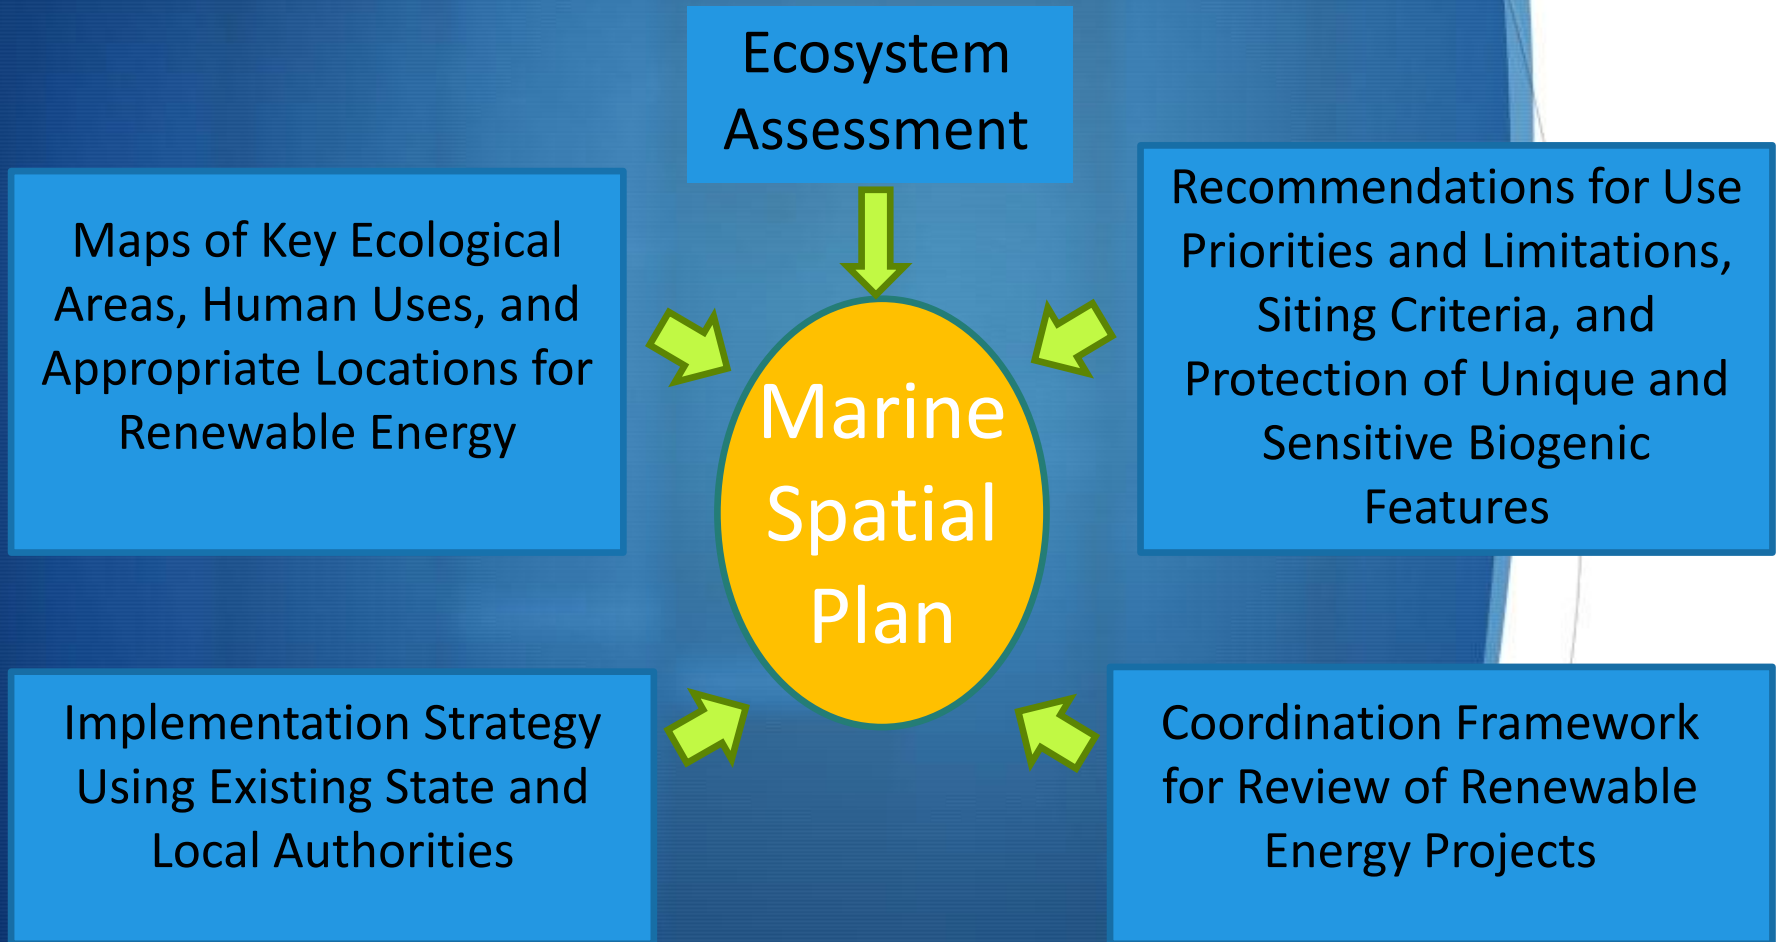 Ecosystem
Assessment
Maps of Key Ecological
Areas, Human Uses, and
Appropriate Locations for
Renewable Energy
Recommendations for Use
Priorities and Limitations,
Siting Criteria, and
Protection of Unique and
Sensitive Biogenic
Features
Marine
Spatial
Plan
Implementation Strategy
Using Existing State and
Local Authorities
Coordination Framework
for Review of Renewable
Energy Projects